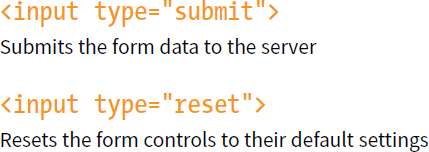 <input type="submit">
Submits the form data to the server
<input type="reset">
Resets the form controls to their default settings